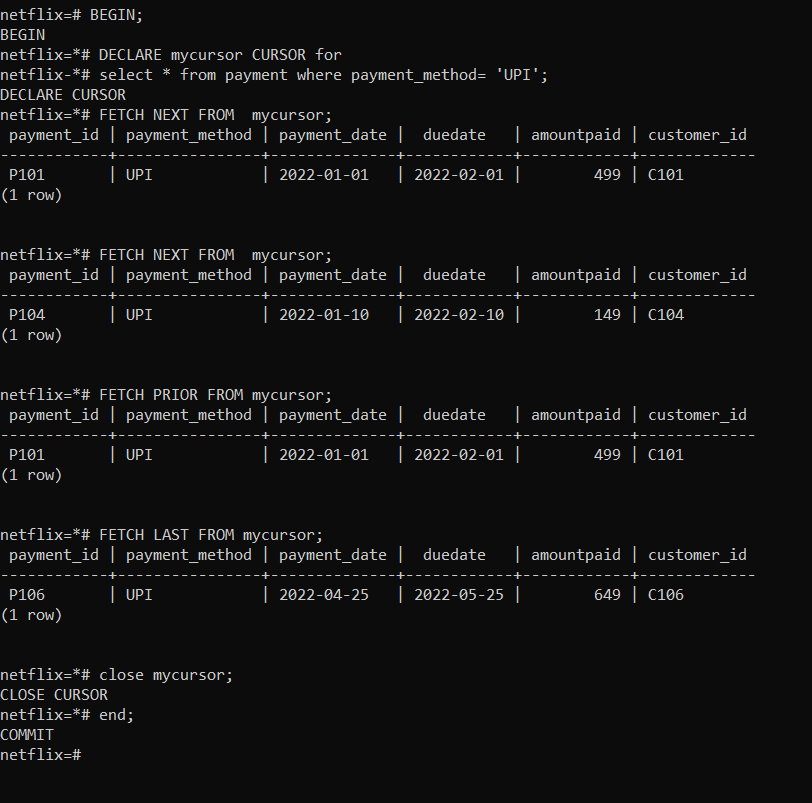 netflix=# BEGIN;
BEGIN
netflix=*# DECLARE mycursor CURSOR for
netflix-*# select * from payment where payment_method= 'UPI';
DECLARE CURSOR
netflix=*# FETCH NEXT FROM  mycursor;
 payment_id | payment_method | payment_date |  duedate   | amountpaid | customer_id
------------+----------------+--------------+------------+------------+-------------
 P101       | UPI            | 2022-01-01   | 2022-02-01 |        499 | C101
(1 row)
netflix=*# FETCH NEXT FROM  mycursor;
 payment_id | payment_method | payment_date |  duedate   | amountpaid | customer_id
------------+----------------+--------------+------------+------------+-------------
 P104       | UPI            | 2022-01-10   | 2022-02-10 |        149 | C104
(1 row)
netflix=*# FETCH PRIOR FROM mycursor;
 payment_id | payment_method | payment_date |  duedate   | amountpaid | customer_id
------------+----------------+--------------+------------+------------+-------------
 P101       | UPI            | 2022-01-01   | 2022-02-01 |        499 | C101
(1 row)
netflix=*# FETCH LAST FROM mycursor;
 payment_id | payment_method | payment_date |  duedate   | amountpaid | customer_id
------------+----------------+--------------+------------+------------+-------------
 P106       | UPI            | 2022-04-25   | 2022-05-25 |        649 | C106
(1 row)
netflix=*# close mycursor;
CLOSE CURSOR
netflix=*# end;
COMMIT
netflix=#